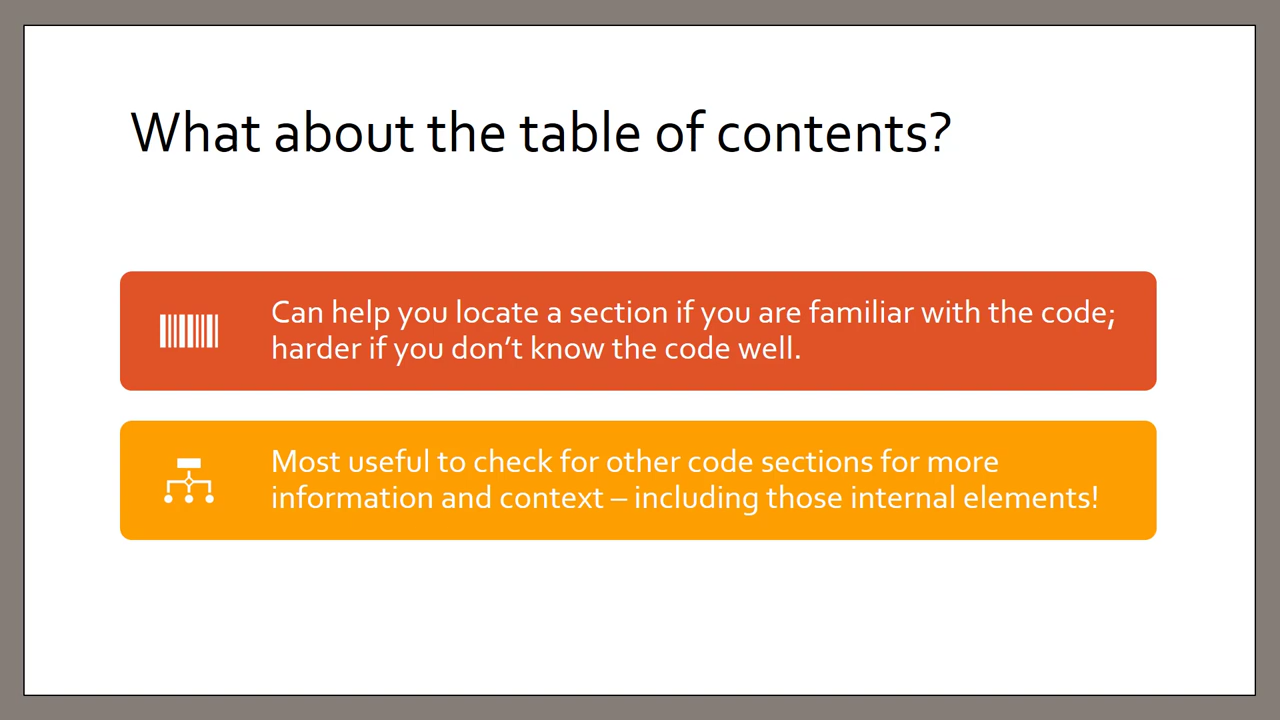 What about the table of contents?
Can help you locate a section if you are familiar with the code;
harder if you don’t know the code well.
Most useful to check for other code sections for more
information and context – including those internal elements!